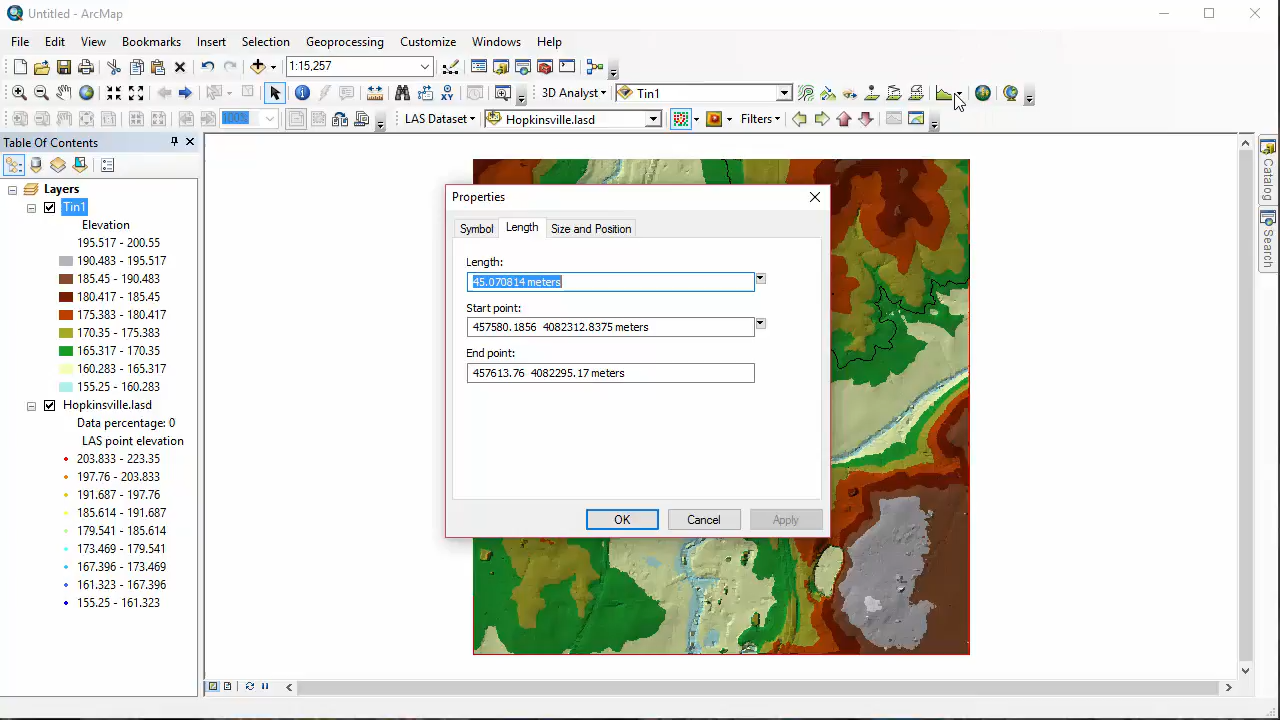 Untitled - ArcMap
File Edit View Bookmarks Insert Selection Geoprocessing Customize Windows Help
1:15,257
3D Analyst Tin1
100% LAS Dataset Hopkinsville.lasd Filters
Table Of Contents
Layers
Tin1
Elevation
195.517 - 200.55
190.483 - 195.517
185.45 - 190.483
180.417 - 185.45
175.383 - 180.417
170.35 - 175.383
165.317 - 170.35
160.283 - 165.317
155.25 - 160.283
Hopkinsville.lasd
Data percentage: 0
LAS point elevation
203.833 - 223.35
197.76 - 203.833
191.687 - 197.76
185.614 - 191.687
179.541 - 185.614
173.469 - 179.541
167.396 - 173.469
161.323 - 167.396
155.25 - 161.323
Properties
Symbol Length Size and Position
Length:
45.070814 meters
Start point:
457580.1856 4082312.8375 meters
End point:
457613.76 4082295.17 meters
OK Cancel Apply
Catalog
Search